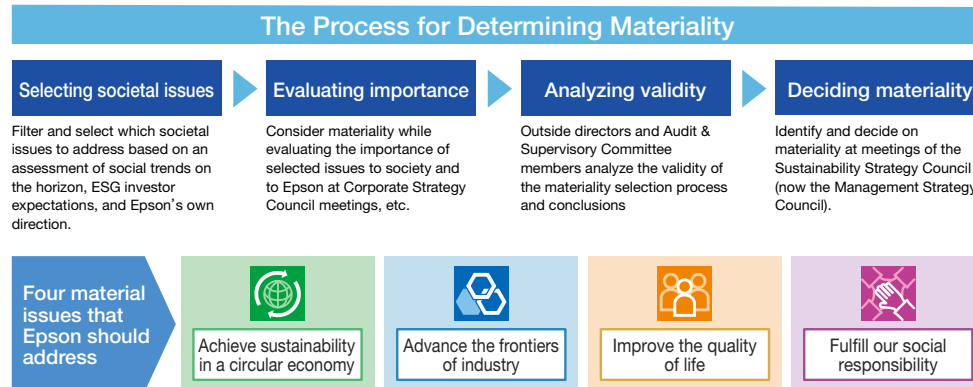 The Process for Determining Materiality
Selecting societal issues
Filter and select which societal
issues to address based on an
assessment of social trends on
the horizon, ESG investor
expectations, and Epson's own
direction.
Evaluating importance
Consider materiality while
evaluating the importance of
selected issues to society and
to Epson at Corporate Strategy
Council meetings, etc.
Analyzing validity
Outside directors and Audit &
Supervisory Committee
members analyze the validity of
the materiality selection process
and conclusions
Deciding materiality
Identify and decide on
materiality at meetings of the
Sustainability Strategy Council
(now the Management Strategy
Council).
Four material
issues that
Epson should
address
Achieve sustainability
in a circular economy
Advance the frontiers
of industry
Improve the quality
of life
Fulfill our social
responsibility